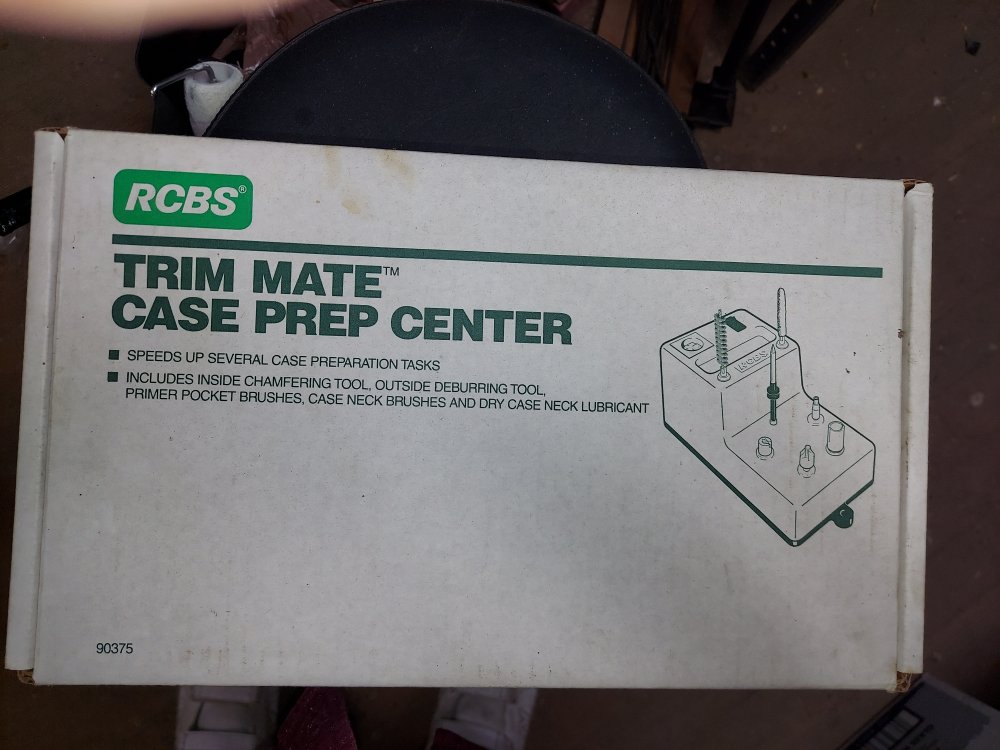 RCBS®
TRIM MATE™
CASE PREP CENTER
■ SPEEDS UP SEVERAL CASE PREPARATION TASKS
■ INCLUDES INSIDE CHAMFERING TOOL, OUTSIDE DEBURRING TOOL,
PRIMER POCKET BRUSHES, CASE NECK BRUSHES AND DRY CASE NECK LUBRICANT
RCBS
90375